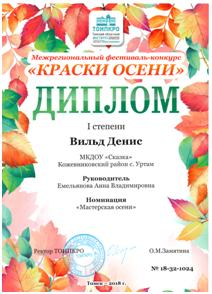 ТОИПКРО
Межрегиональный фестиваль-конкурс
«КРАСКИ ОСЕНИ»
ДИПЛОМ
I степени
Вильд Денис
МКДОУ «Сказка»
Кожевниковский район с. Уртам
Руководитель
Емельянова Анна Владимировна
Номинация
«Мастерская осени»
Ректор ТОИПКРО
О.М.Замятина
№ 18-32-1024
Томск – 2018 г.